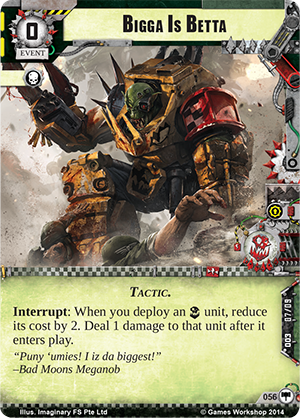 0
EVENT
BIGGA IS BETTA
003 07/09
TACTIC.
Interrupt: When you deploy an unit, reduce
its cost by 2. Deal 1 damage to that unit after it
enters play.
"Puny 'umies! I iz da biggest!"
–Bad Moons Meganob
056
Illus. Imaginary FS Pte Ltd
© Games Workshop 2014